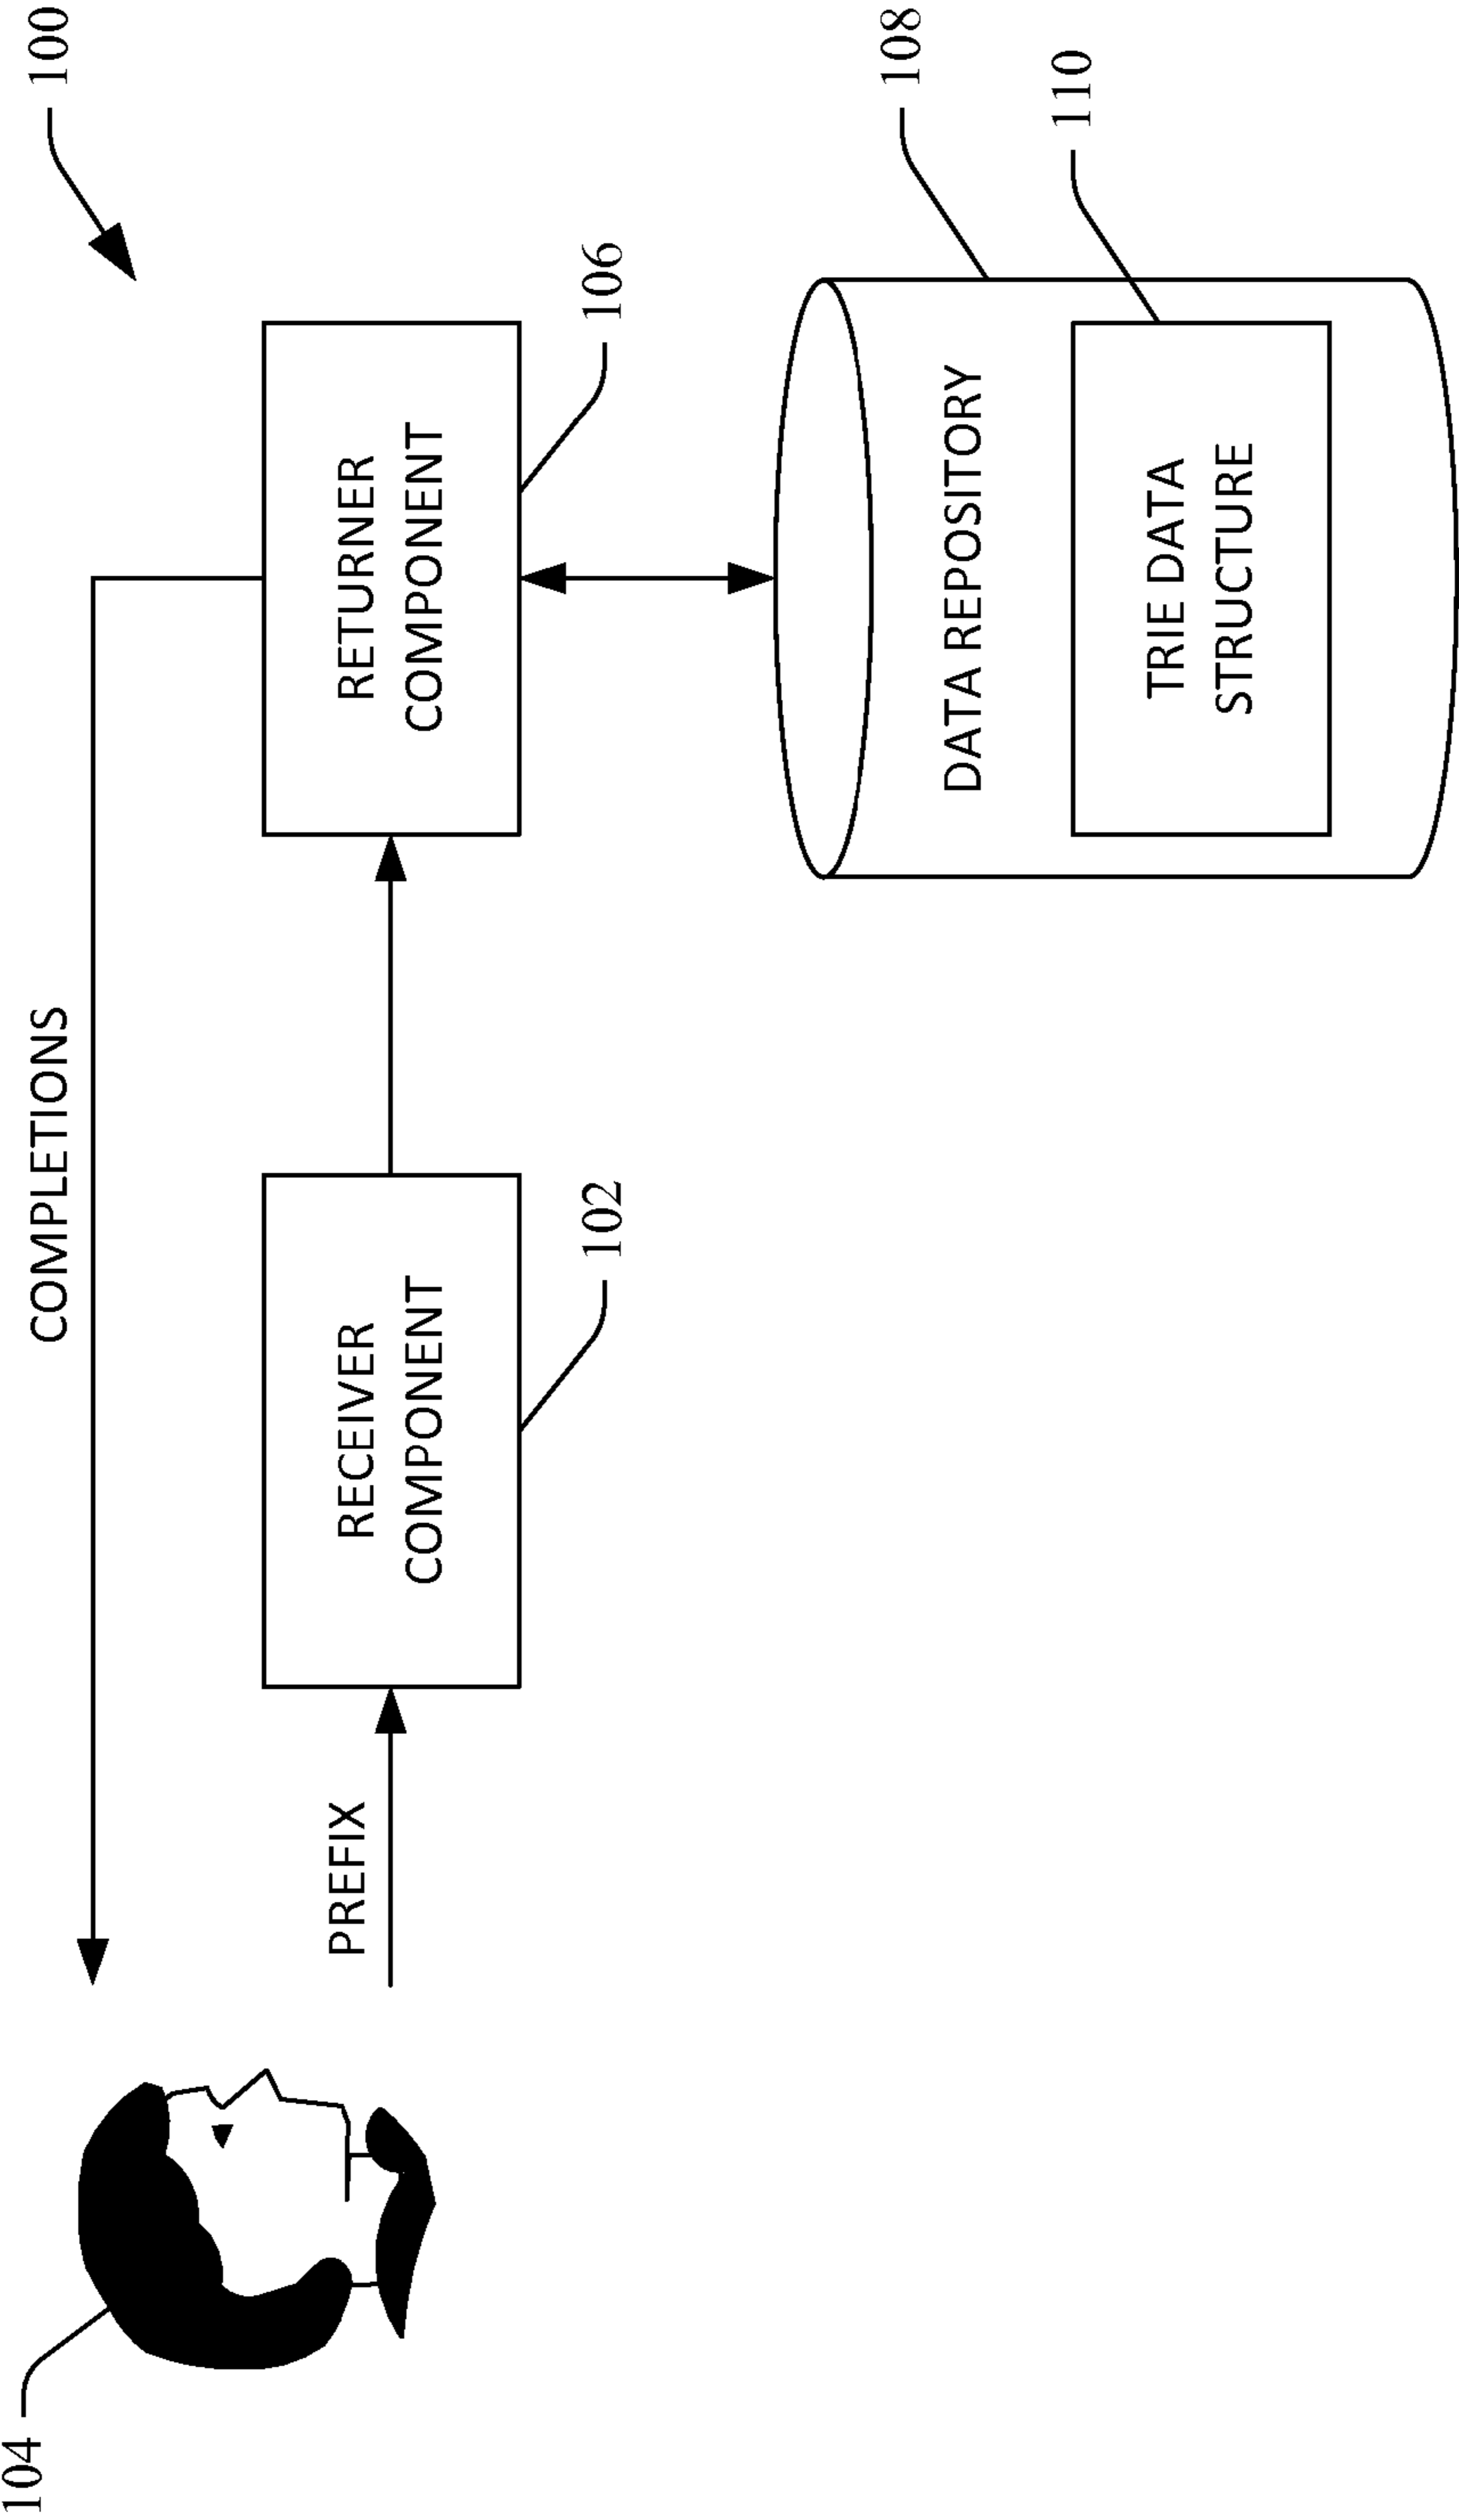 100
COMPLETIONS
104
PREFIX
RECEIVER
COMPONENT
102
RETURNER
COMPONENT
106
108
DATA REPOSITORY
110
TRIE DATA
STRUCTURE